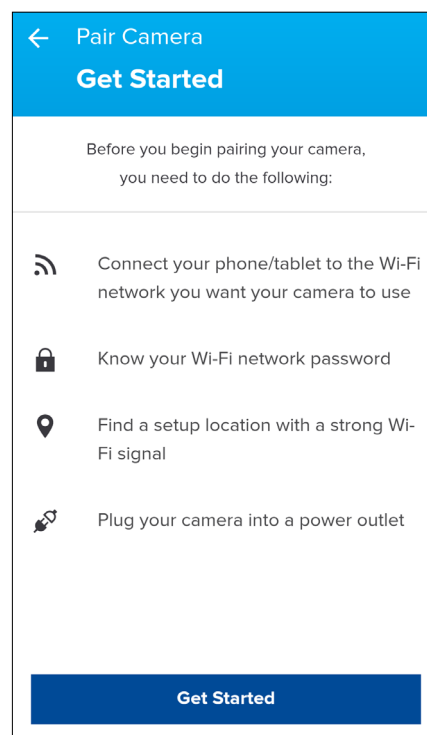 Pair Camera
Get Started
Before you begin pairing your camera,
you need to do the following:
Connect your phone/tablet to the Wi-Fi
network you want your camera to use
Know your Wi-Fi network password
Find a setup location with a strong Wi-
Fi signal
Plug your camera into a power outlet
Get Started